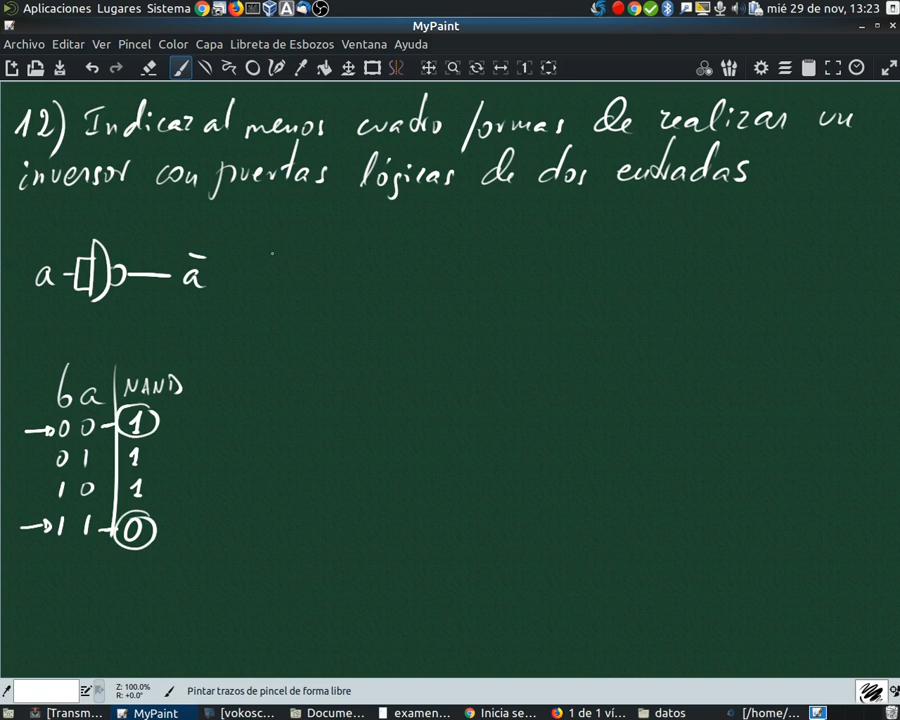 Aplicaciones Lugares Sistema mié 29 de nov, 13:23
MyPaint
Archivo Editar Ver Pincel Color Capa Libreta de Esbozos Ventana Ayuda
12) Indicar al menos cuadro formas de realizar un
inversor con puertas lógicas de dos entradas
a ā
b a NAND
0 0 1
0 1 1
1 0 1
1 1 0
Z: 100.0%
R: +0.0°
Pintar trazos de pincel de forma libre
[Transm... MyPaint [vokosc... Docume... examen... Inicia se... 1 de 1 ví... datos [/home/...